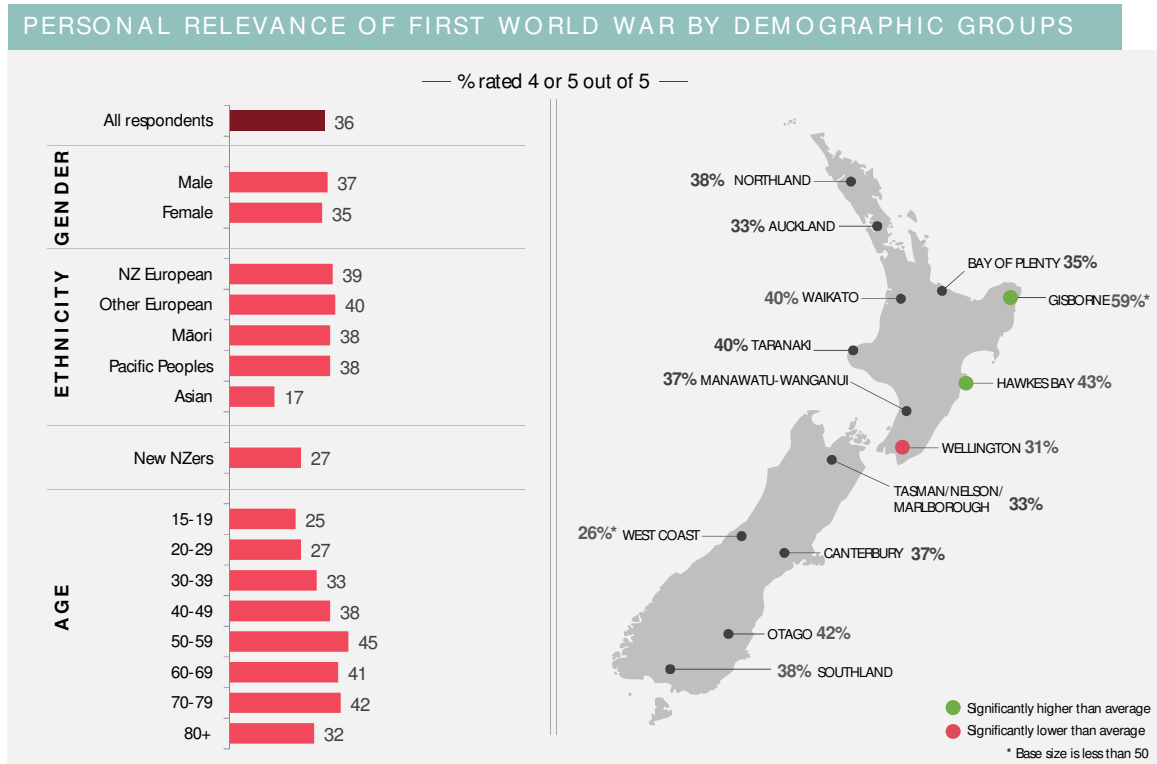 PERSONAL RELEVANCE OF FIRST WORLD WAR BY DEMOGRAPHIC GROUPS
% rated 4 or 5 out of 5
All respondents 36
GENDER
Male 37
Female 35
ETHNICITY
NZ European 39
Other European 40
Māori 38
Pacific Peoples 38
Asian 17
New NZers 27
AGE
15-19 25
20-29 27
30-39 33
40-49 38
50-59 45
60-69 41
70-79 42
80+ 32
38% NORTHLAND
33% AUCKLAND
BAY OF PLENTY 35%
40% WAIKATO
GISBORNE 59%*
40% TARANAKI
37% MANAWATU-WANGANUI
HAWKES BAY 43%
WELLINGTON 31%
TASMAN/NELSON/
MARLBOROUGH 33%
26%* WEST COAST
CANTERBURY 37%
OTAGO 42%
38% SOUTHLAND
Significantly higher than average
Significantly lower than average
* Base size is less than 50